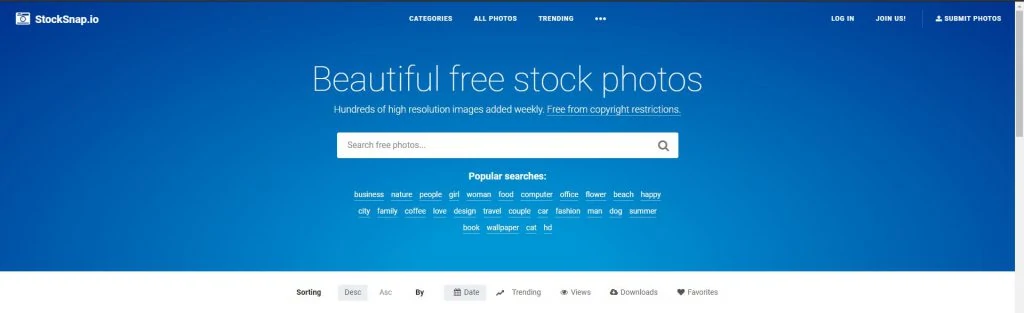 StockSnap.io CATEGORIES ALL PHOTOS TRENDING LOG IN JOIN US! SUBMIT PHOTOS
Beautiful free stock photos
Hundreds of high resolution images added weekly. Free from copyright restrictions.
Search free photos...
Popular searches:
business nature people girl woman food computer office flower beach happy
city family coffee love design travel couple car fashion man dog summer
book wallpaper cat hd
Sorting Desc Asc By Date Trending Views Downloads Favorites